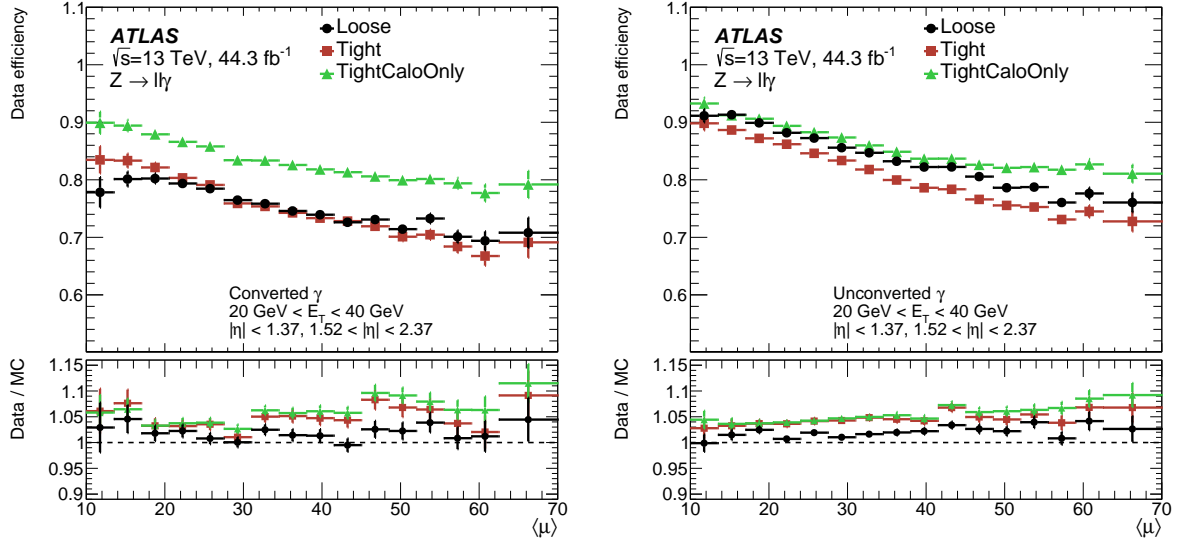 Data efficiency
1
0.9
0.8
0.7
0.6
ATLAS
√s=13 TeV, 44.3 fb⁻¹
Z → llγ
Loose
Tight
TightCaloOnly
Converted γ
20 GeV < E_T < 40 GeV
|η| < 1.37, 1.52 < |η| < 2.37
Data / MC
1.15
1.1
1.05
1
0.95
0.9
10 20 30 40 50 60 70
⟨μ⟩
Data efficiency
1
0.9
0.8
0.7
0.6
ATLAS
√s=13 TeV, 44.3 fb⁻¹
Z → llγ
Loose
Tight
TightCaloOnly
Unconverted γ
20 GeV < E_T < 40 GeV
|η| < 1.37, 1.52 < |η| < 2.37
Data / MC
1.15
1.1
1.05
1
0.95
0.9
10 20 30 40 50 60 70
⟨μ⟩